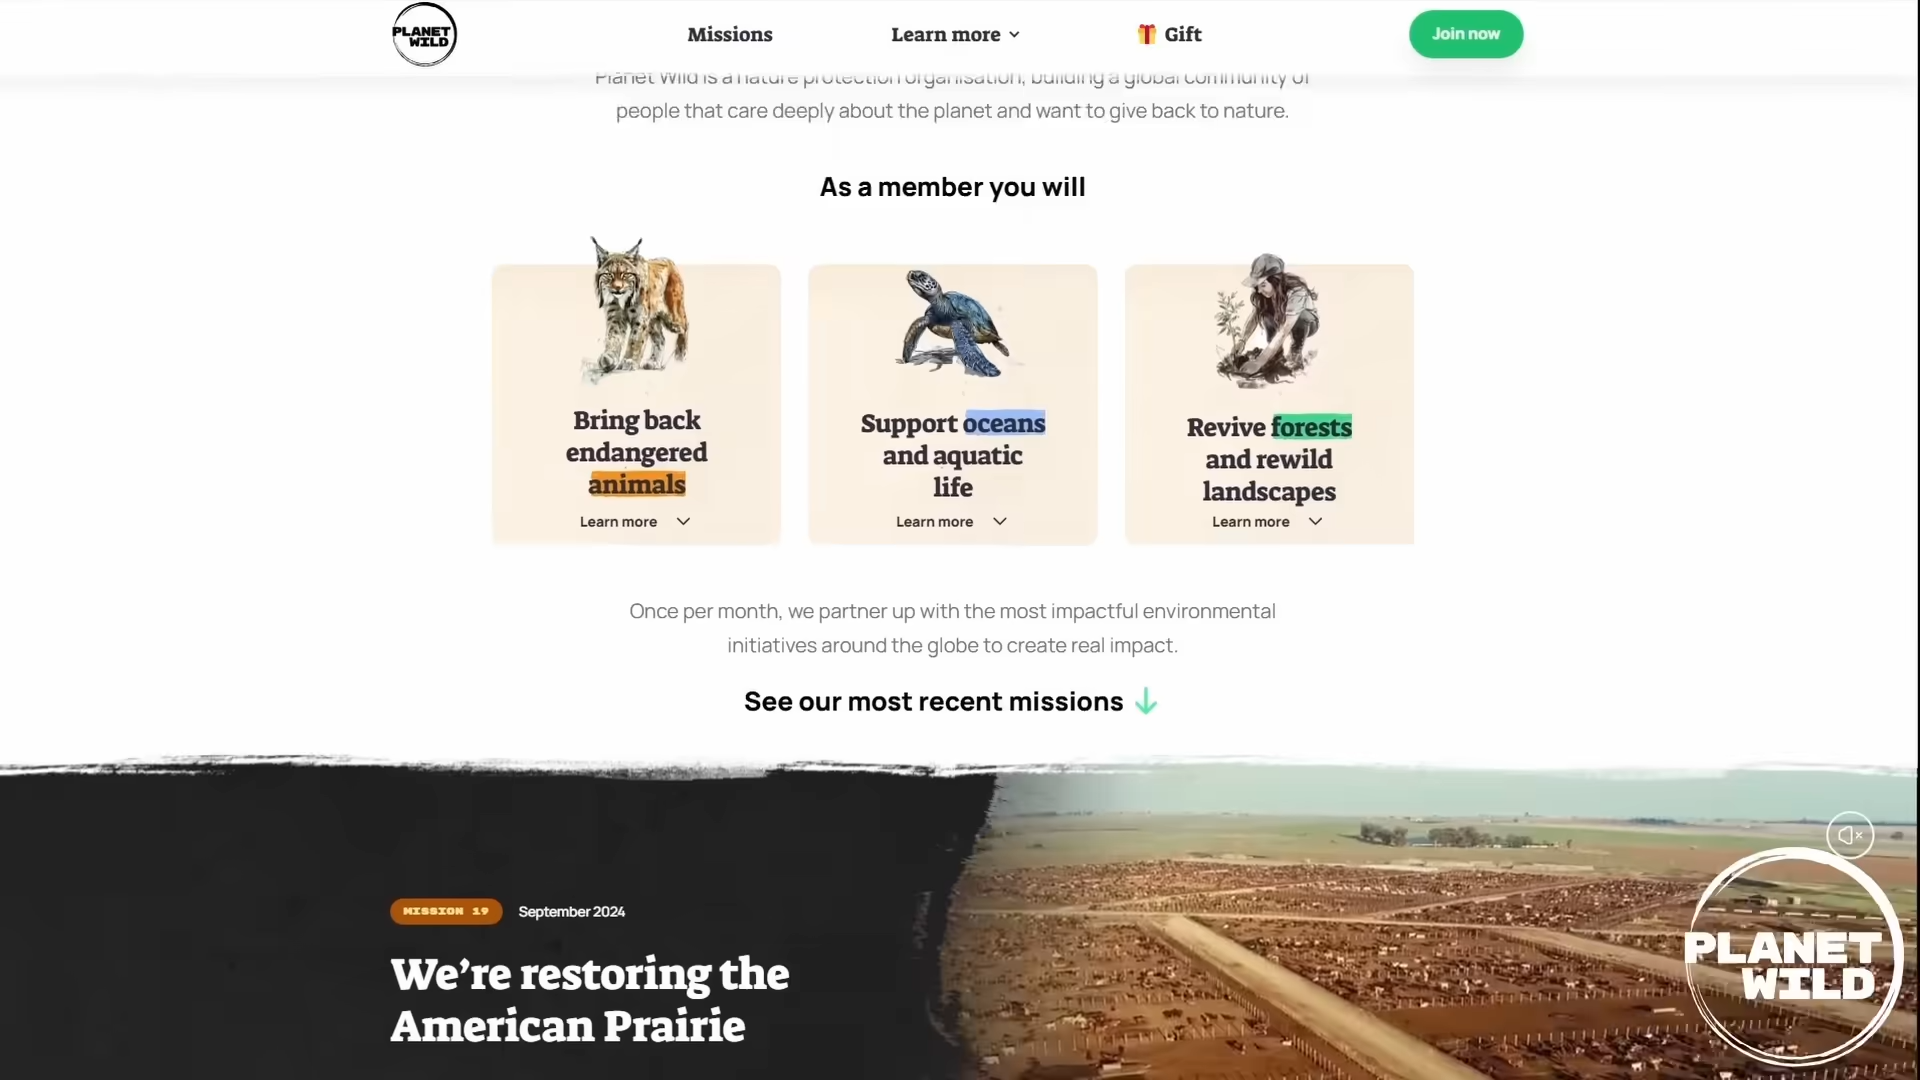 PLANET
WILD
Missions
Learn more
Gift
Join now
Planet Wild is a nature protection organisation, building a global community of
people that care deeply about the planet and want to give back to nature.
As a member you will
Bring back
endangered
animals
Learn more
Support oceans
and aquatic
life
Learn more
Revive forests
and rewild
landscapes
Learn more
Once per month, we partner up with the most impactful environmental
initiatives around the globe to create real impact.
See our most recent missions
MISSION 19
September 2024
We’re restoring the
American Prairie
PLANET
WILD